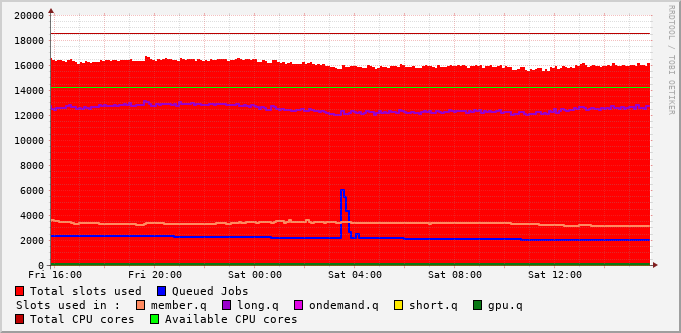 RRDTOOL / TOBI OETIKER
20000
18000
16000
14000
12000
10000
8000
6000
4000
2000
0
Fri 16:00 Fri 20:00 Sat 00:00 Sat 04:00 Sat 08:00 Sat 12:00
Total slots used Queued Jobs
Slots used in : member.q long.q ondemand.q short.q gpu.q
Total CPU cores Available CPU cores